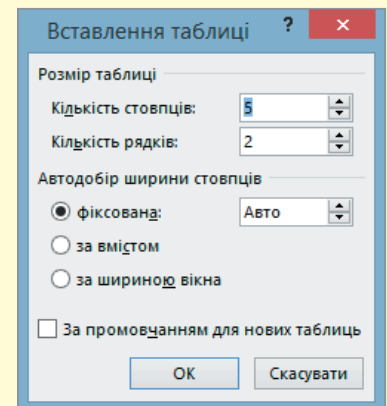 Вставлення таблиці ? ×
Розмір таблиці
Кількість стовпців: 5
Кількість рядків: 2
Автодобір ширини стовпців
фіксована: Авто
за вмістом
за шириною вікна
За промовчанням для нових таблиць
ОК Скасувати